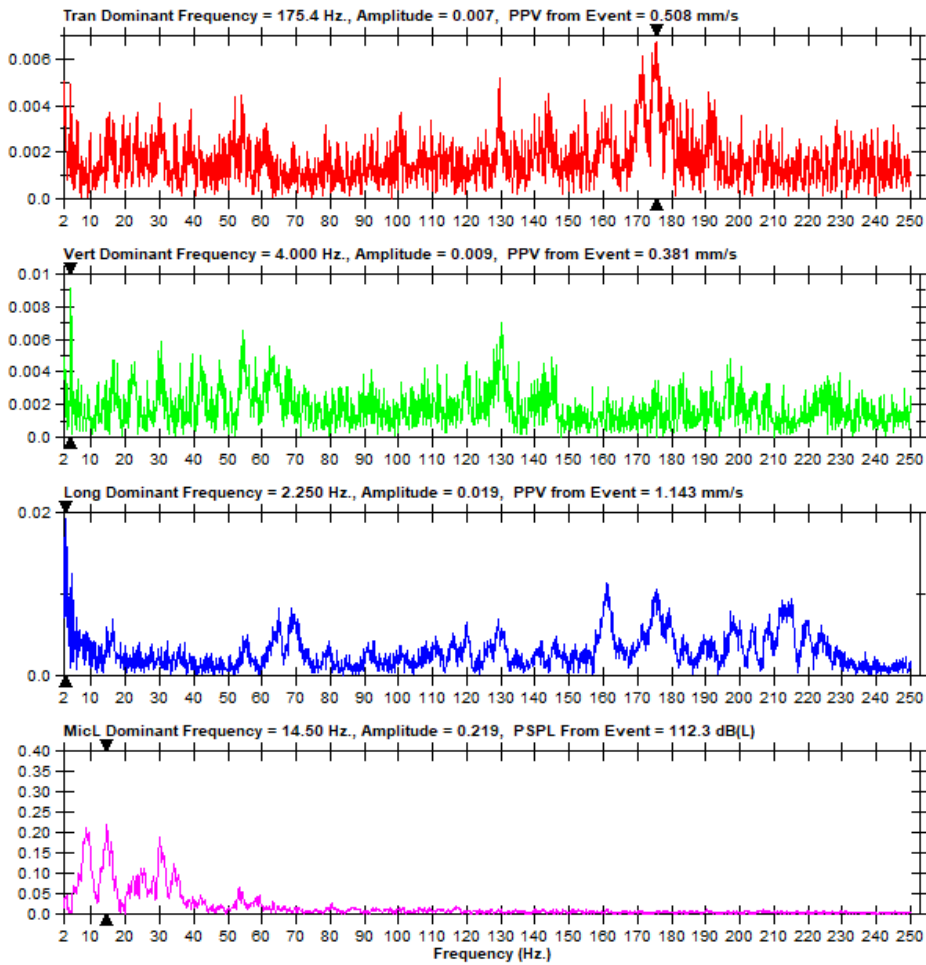 Tran Dominant Frequency = 175.4 Hz., Amplitude = 0.007, PPV from Event = 0.508 mm/s
0.006
0.004
0.002
0.0
2 10 20 30 40 50 60 70 80 90 100 110 120 130 140 150 160 170 180 190 200 210 220 230 240 250
Vert Dominant Frequency = 4.000 Hz., Amplitude = 0.009, PPV from Event = 0.381 mm/s
0.01
0.008
0.006
0.004
0.002
0.0
2 10 20 30 40 50 60 70 80 90 100 110 120 130 140 150 160 170 180 190 200 210 220 230 240 250
Long Dominant Frequency = 2.250 Hz., Amplitude = 0.019, PPV from Event = 1.143 mm/s
0.02
0.0
2 10 20 30 40 50 60 70 80 90 100 110 120 130 140 150 160 170 180 190 200 210 220 230 240 250
MicL Dominant Frequency = 14.50 Hz., Amplitude = 0.219, PSPL From Event = 112.3 dB(L)
0.40
0.35
0.30
0.25
0.20
0.15
0.10
0.05
0.0
2 10 20 30 40 50 60 70 80 90 100 110 120 130 140 150 160 170 180 190 200 210 220 230 240 250
Frequency (Hz.)